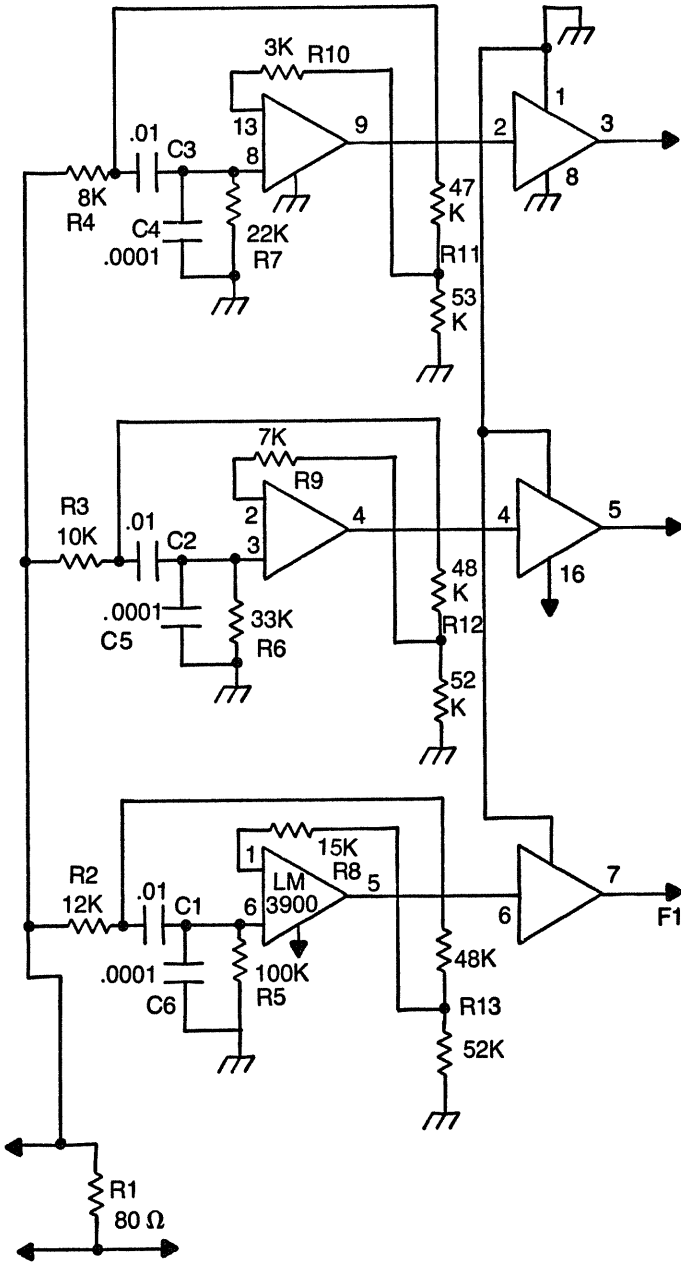 3K R10
1
.01
13
9
2
3
C3
8
8
8K
47
K
R4
C4
22K
.0001
R7
R11
53
K
7K
R9
R3
.01
2
4
4
5
10K
C2
3
16
48
K
.0001
33K
C5
R6
R12
52
K
15K
1
R8
R2
LM
7
.01
5
12K
C1
6
3900
6
F1
.0001
100K
48K
C6
R5
R13
52K
R1
80 Ω